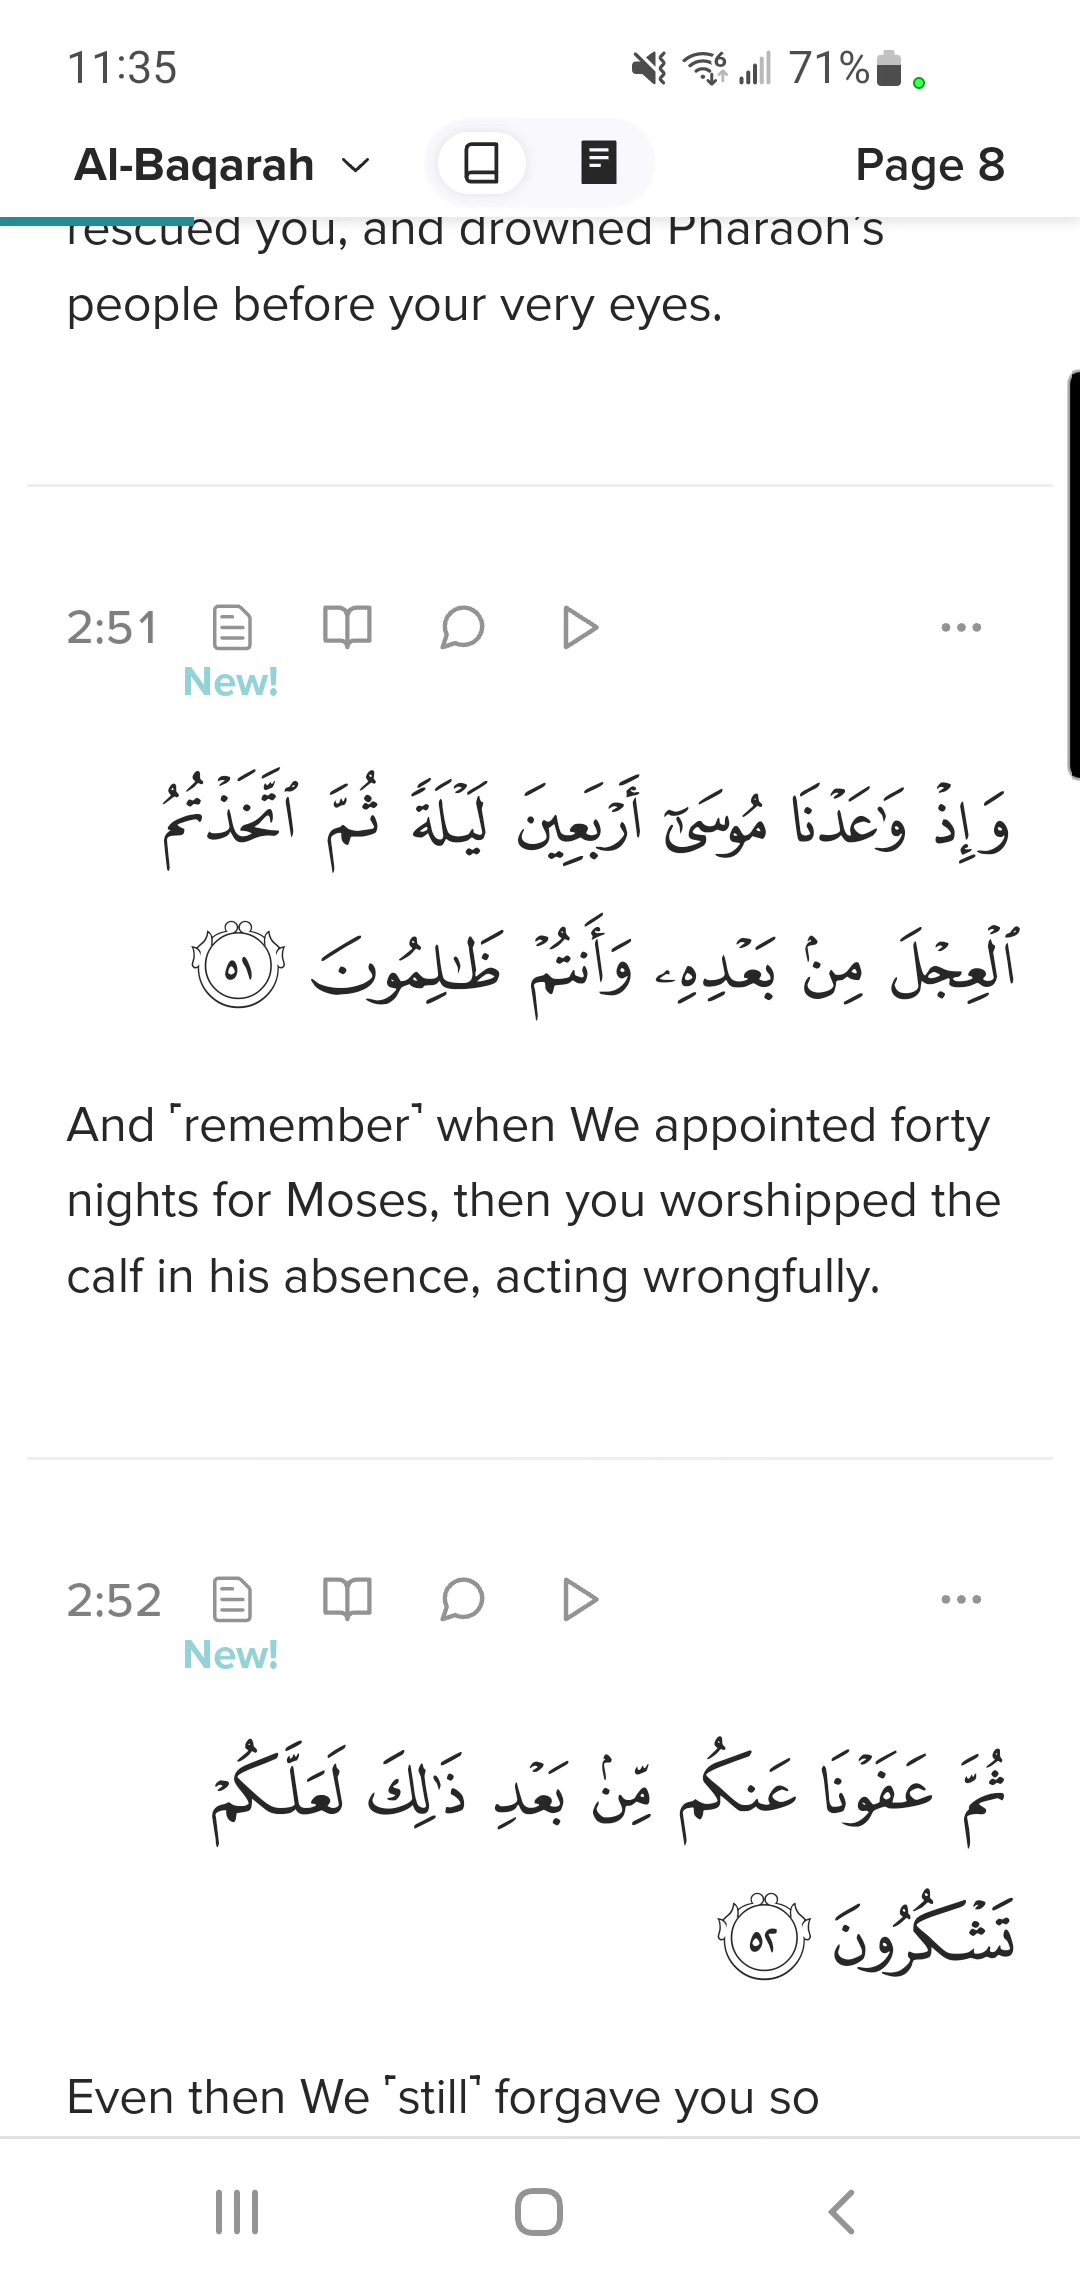 11:35 6 71%
Al-Baqarah Page 8
rescued you, and drowned Pharaoh's
people before your very eyes.
2:51
New!
وَإِذْ وَٰعَدْنَا مُوسَىٰٓ أَرْبَعِينَ لَيْلَةً ثُمَّ ٱتَّخَذْتُمُ
ٱلْعِجْلَ مِنۢ بَعْدِهِۦ وَأَنتُمْ ظَـٰلِمُونَ ٥١
And ˹remember˺ when We appointed forty
nights for Moses, then you worshipped the
calf in his absence, acting wrongfully.
2:52
New!
ثُمَّ عَفَوْنَا عَنكُم مِّنۢ بَعْدِ ذَٰلِكَ لَعَلَّكُمْ
تَشْكُرُونَ ٥٢
Even then We ˹still˺ forgave you so